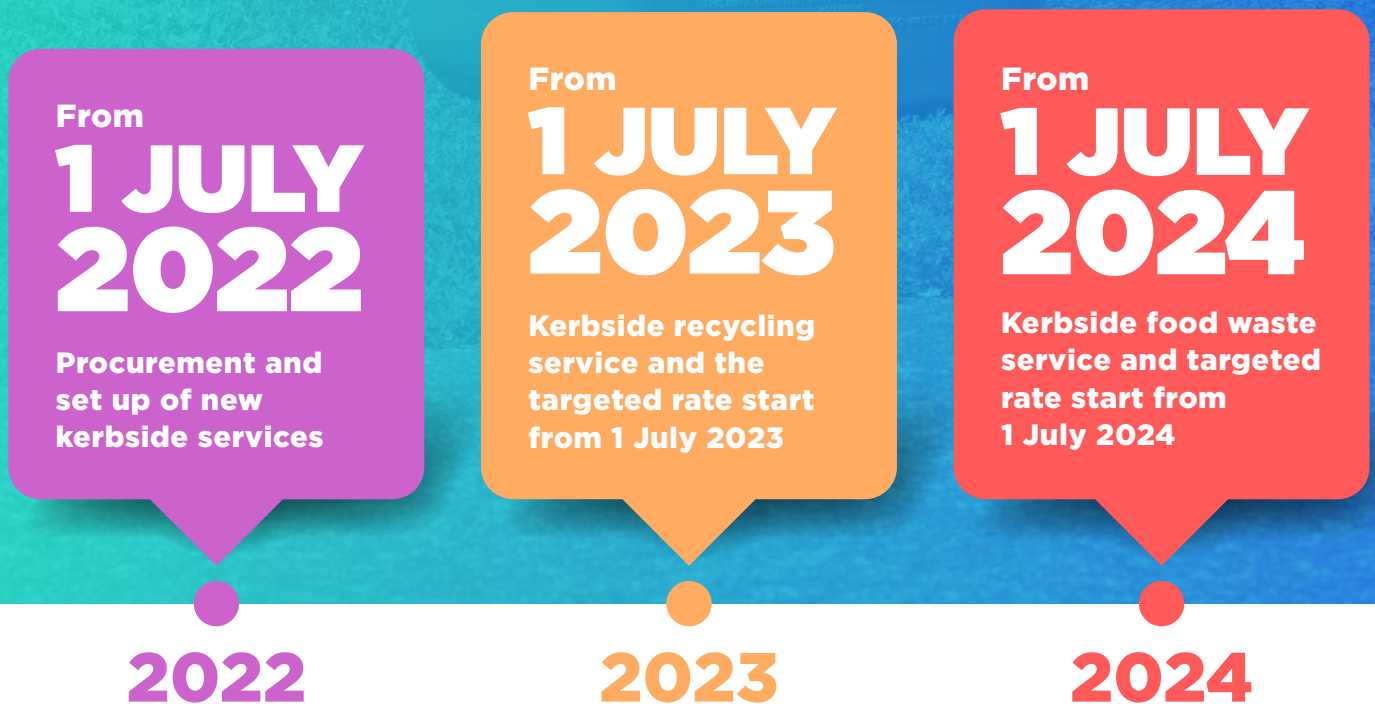 From
1 JULY
2022
Procurement and
set up of new
kerbside services
From
1 JULY
2023
Kerbside recycling
service and the
targeted rate start
from 1 July 2023
From
1 JULY
2024
Kerbside food waste
service and targeted
rate start from
1 July 2024
2022
2023
2024